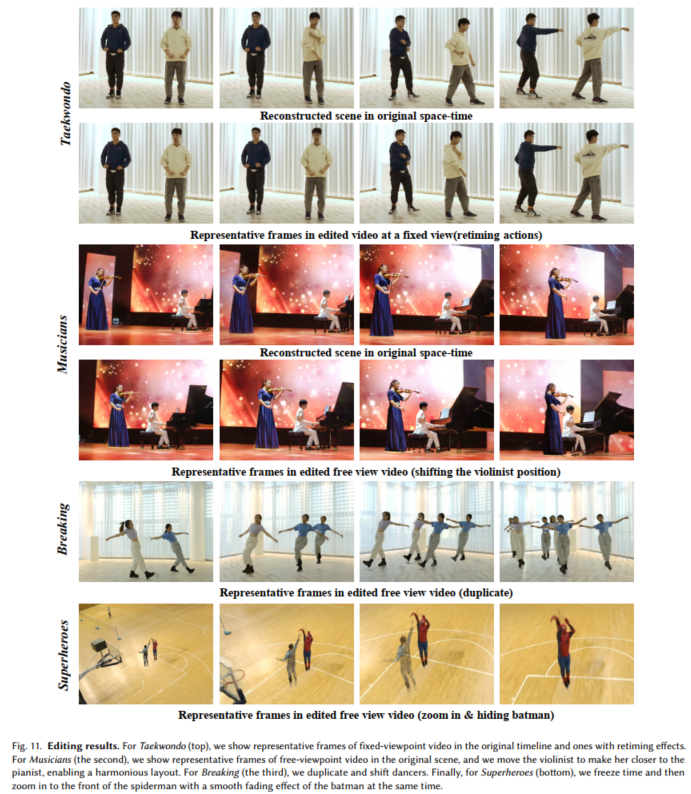 Taekwondo
Reconstructed scene in original space-time
Representative frames in edited video at a fixed view(retiming actions)
Musicians
Reconstructed scene in original space-time
Representative frames in edited free view video (shifting the violinist position)
Breaking
Representative frames in edited free view video (duplicate)
Superheroes
Representative frames in edited free view video (zoom in & hiding batman)
Fig. 11. Editing results. For Taekwondo (top), we show representative frames of fixed-viewpoint video in the original timeline and ones with retiming effects.
For Musicians (the second), we show representative frames of free-viewpoint video in the original scene, and we move the violinist to make her closer to the
pianist, enabling a harmonious layout. For Breaking (the third), we duplicate and shift dancers. Finally, for Superheroes (bottom), we freeze time and then
zoom in to the front of the spiderman with a smooth fading effect of the batman at the same time.